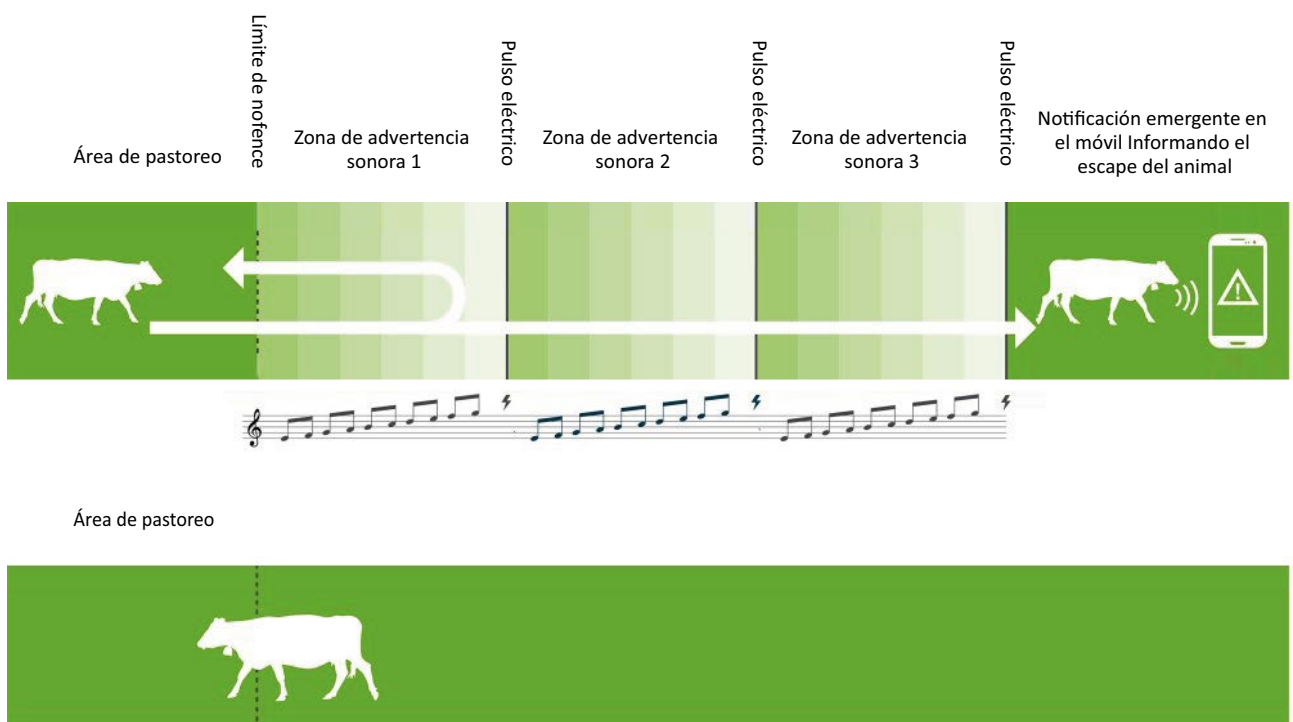 Área de pastoreo
Límite de nofence
Zona de advertencia
sonora 1
Pulso eléctrico
Zona de advertencia
sonora 2
Pulso eléctrico
Zona de advertencia
sonora 3
Pulso eléctrico
Notificación emergente en
el móvil Informando el
escape del animal
Área de pastoreo